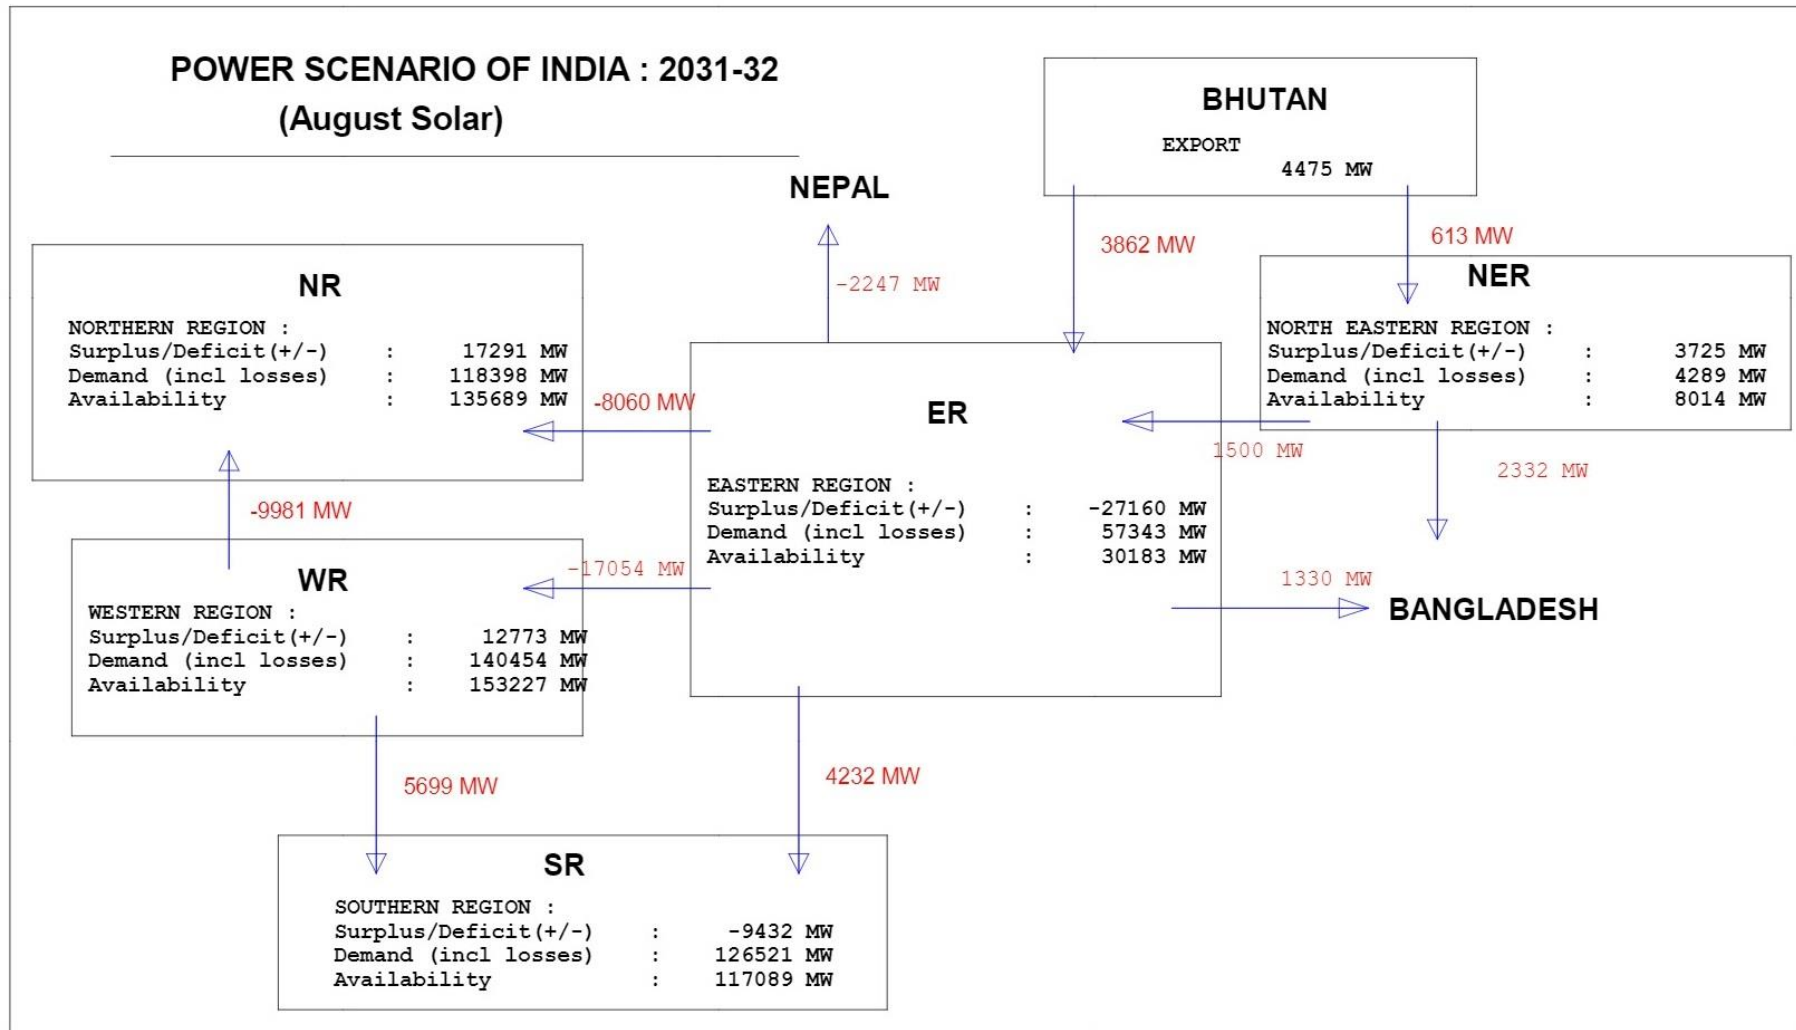 POWER SCENARIO OF INDIA : 2031-32
(August Solar)
BHUTAN
EXPORT
4475 MW
NEPAL
3862 MW
613 MW
-2247 MW
NR
NORTHERN REGION :
Surplus/Deficit(+/-) : 17291 MW
Demand (incl losses) : 118398 MW
Availability : 135689 MW
NER
NORTH EASTERN REGION :
Surplus/Deficit(+/-) : 3725 MW
Demand (incl losses) : 4289 MW
Availability : 8014 MW
-8060 MW
ER
EASTERN REGION :
Surplus/Deficit(+/-) : -27160 MW
Demand (incl losses) : 57343 MW
Availability : 30183 MW
1500 MW
2332 MW
-9981 MW
-17054 MW
1330 MW
BANGLADESH
WR
WESTERN REGION :
Surplus/Deficit(+/-) : 12773 MW
Demand (incl losses) : 140454 MW
Availability : 153227 MW
5699 MW
4232 MW
SR
SOUTHERN REGION :
Surplus/Deficit(+/-) : -9432 MW
Demand (incl losses) : 126521 MW
Availability : 117089 MW